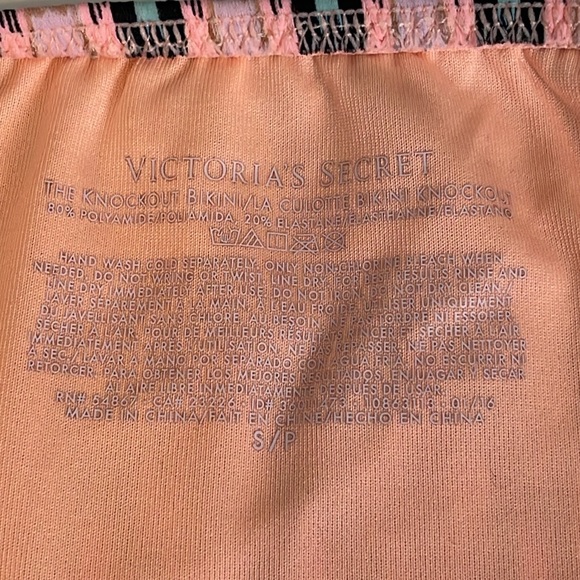 VICTORIA'S SECRET
THE KNOCKOUT BIKINI/LA CULOTTE BIKINI KNOCKOUT
80% POLYAMIDE/POLIAMIDA, 20% ELASTANE/ELASTHANNE/ELASTANO
HAND WASH COLD SEPARATELY. ONLY NON-CHLORINE BLEACH WHEN
NEEDED. DO NOT WRING OR TWIST. LINE DRY. FOR BEST RESULTS RINSE AND
LINE DRY IMMEDIATELY AFTER USE. DO NOT IRON. DO NOT DRY CLEAN./
LAVER SÉPARÉMENT À LA MAIN, À L'EAU FROIDE. UTILISER UNIQUEMENT
DU JAVELLISANT SANS CHLORE AU BESOIN. NE PAS TORDRE NI ESSORER.
SÉCHER À L'AIR. POUR DE MEILLEURS RÉSULTATS, RINCER ET SÉCHER À L'AIR
IMMÉDIATEMENT APRÈS UTILISATION. NE PAS REPASSER. NE PAS NETTOYER
À SEC./LAVAR A MANO POR SEPARADO NO ESCURRIR NI
RETORCER. PARA OBTENER LOS MEJORES RESULTADOS, ENJUAGAR Y SECAR
AL AIRE LIBRE INMEDIATAMENTE DESPUÉS DE USAR.
RN# CA# 23226 01/16
MADE IN CHINA/FAIT EN CHINE/HECHO EN CHINA
S/P